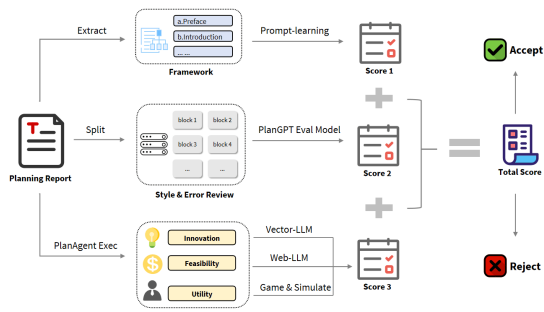 Extract
a.Preface
b.Introduction
... ...
Framework
Prompt-learning
Score 1
Accept
T
Planning Report
Split
block 1
block 2
block 3
block 4
...
...
Style & Error Review
PlanGPT Eval Model
Score 2
Total Score
PlanAgent Exec
Innovation
Feasibility
Utility
Vector-LLM
Web-LLM
Game & Simulate
Score 3
Reject